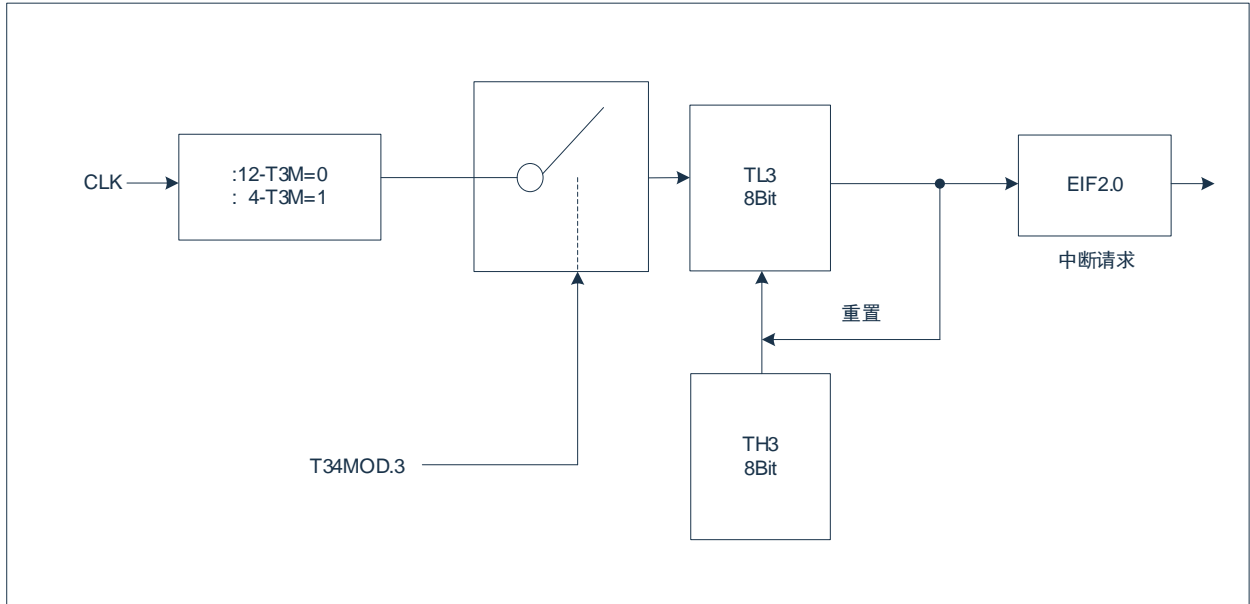 CLK
:12-T3M=0
: 4-T3M=1
TL3
8Bit
EIF2.0
中断请求
重置
TH3
8Bit
T34MOD.3